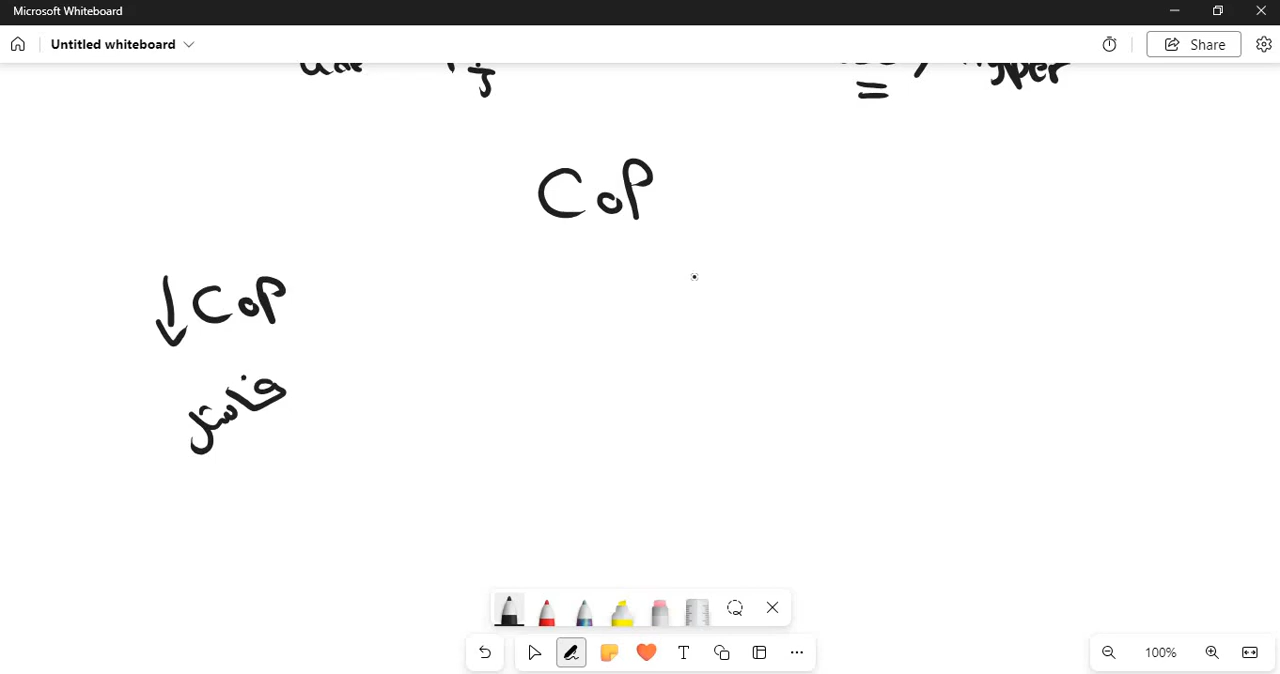 Microsoft Whiteboard
Untitled whiteboard
Share
CoP
↓ CoP
فاشل
T
100%